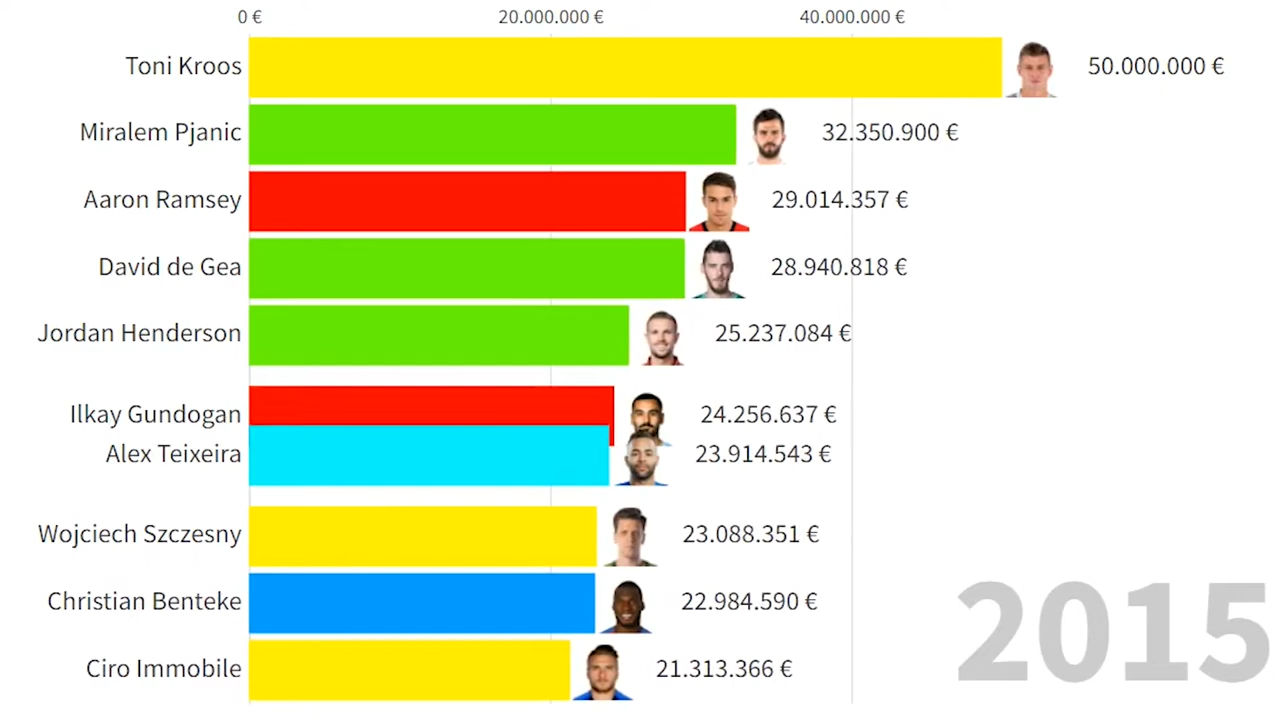 0 € 20.000.000 € 40.000.000 €
Toni Kroos 50.000.000 €
Miralem Pjanic 32.350.900 €
Aaron Ramsey 29.014.357 €
David de Gea 28.940.818 €
Jordan Henderson 25.237.084 €
Ilkay Gundogan 24.256.637 €
Alex Teixeira 23.914.543 €
Wojciech Szczesny 23.088.351 €
Christian Benteke 22.984.590 €
Ciro Immobile 21.313.366 €
2015